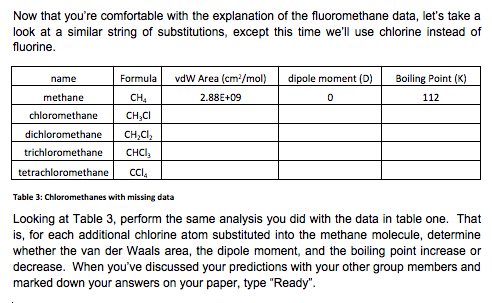 Now that you're comfortable with the explanation of the fluoromethane data, let's take a
look at a similar string of substitutions, except this time we'll use chlorine instead of
fluorine.
name Formula vdW Area (cm²/mol) dipole moment (D) Boiling Point (K)
methane CH₄ 2.88E+09 0 112
chloromethane CH₃Cl
dichloromethane CH₂Cl₂
trichloromethane CHCl₃
tetrachloromethane CCl₄
Table 3: Chloromethanes with missing data
Looking at Table 3, perform the same analysis you did with the data in table one. That
is, for each additional chlorine atom substituted into the methane molecule, determine
whether the van der Waals area, the dipole moment, and the boiling point increase or
decrease. When you've discussed your predictions with your other group members and
marked down your answers on your paper, type "Ready".